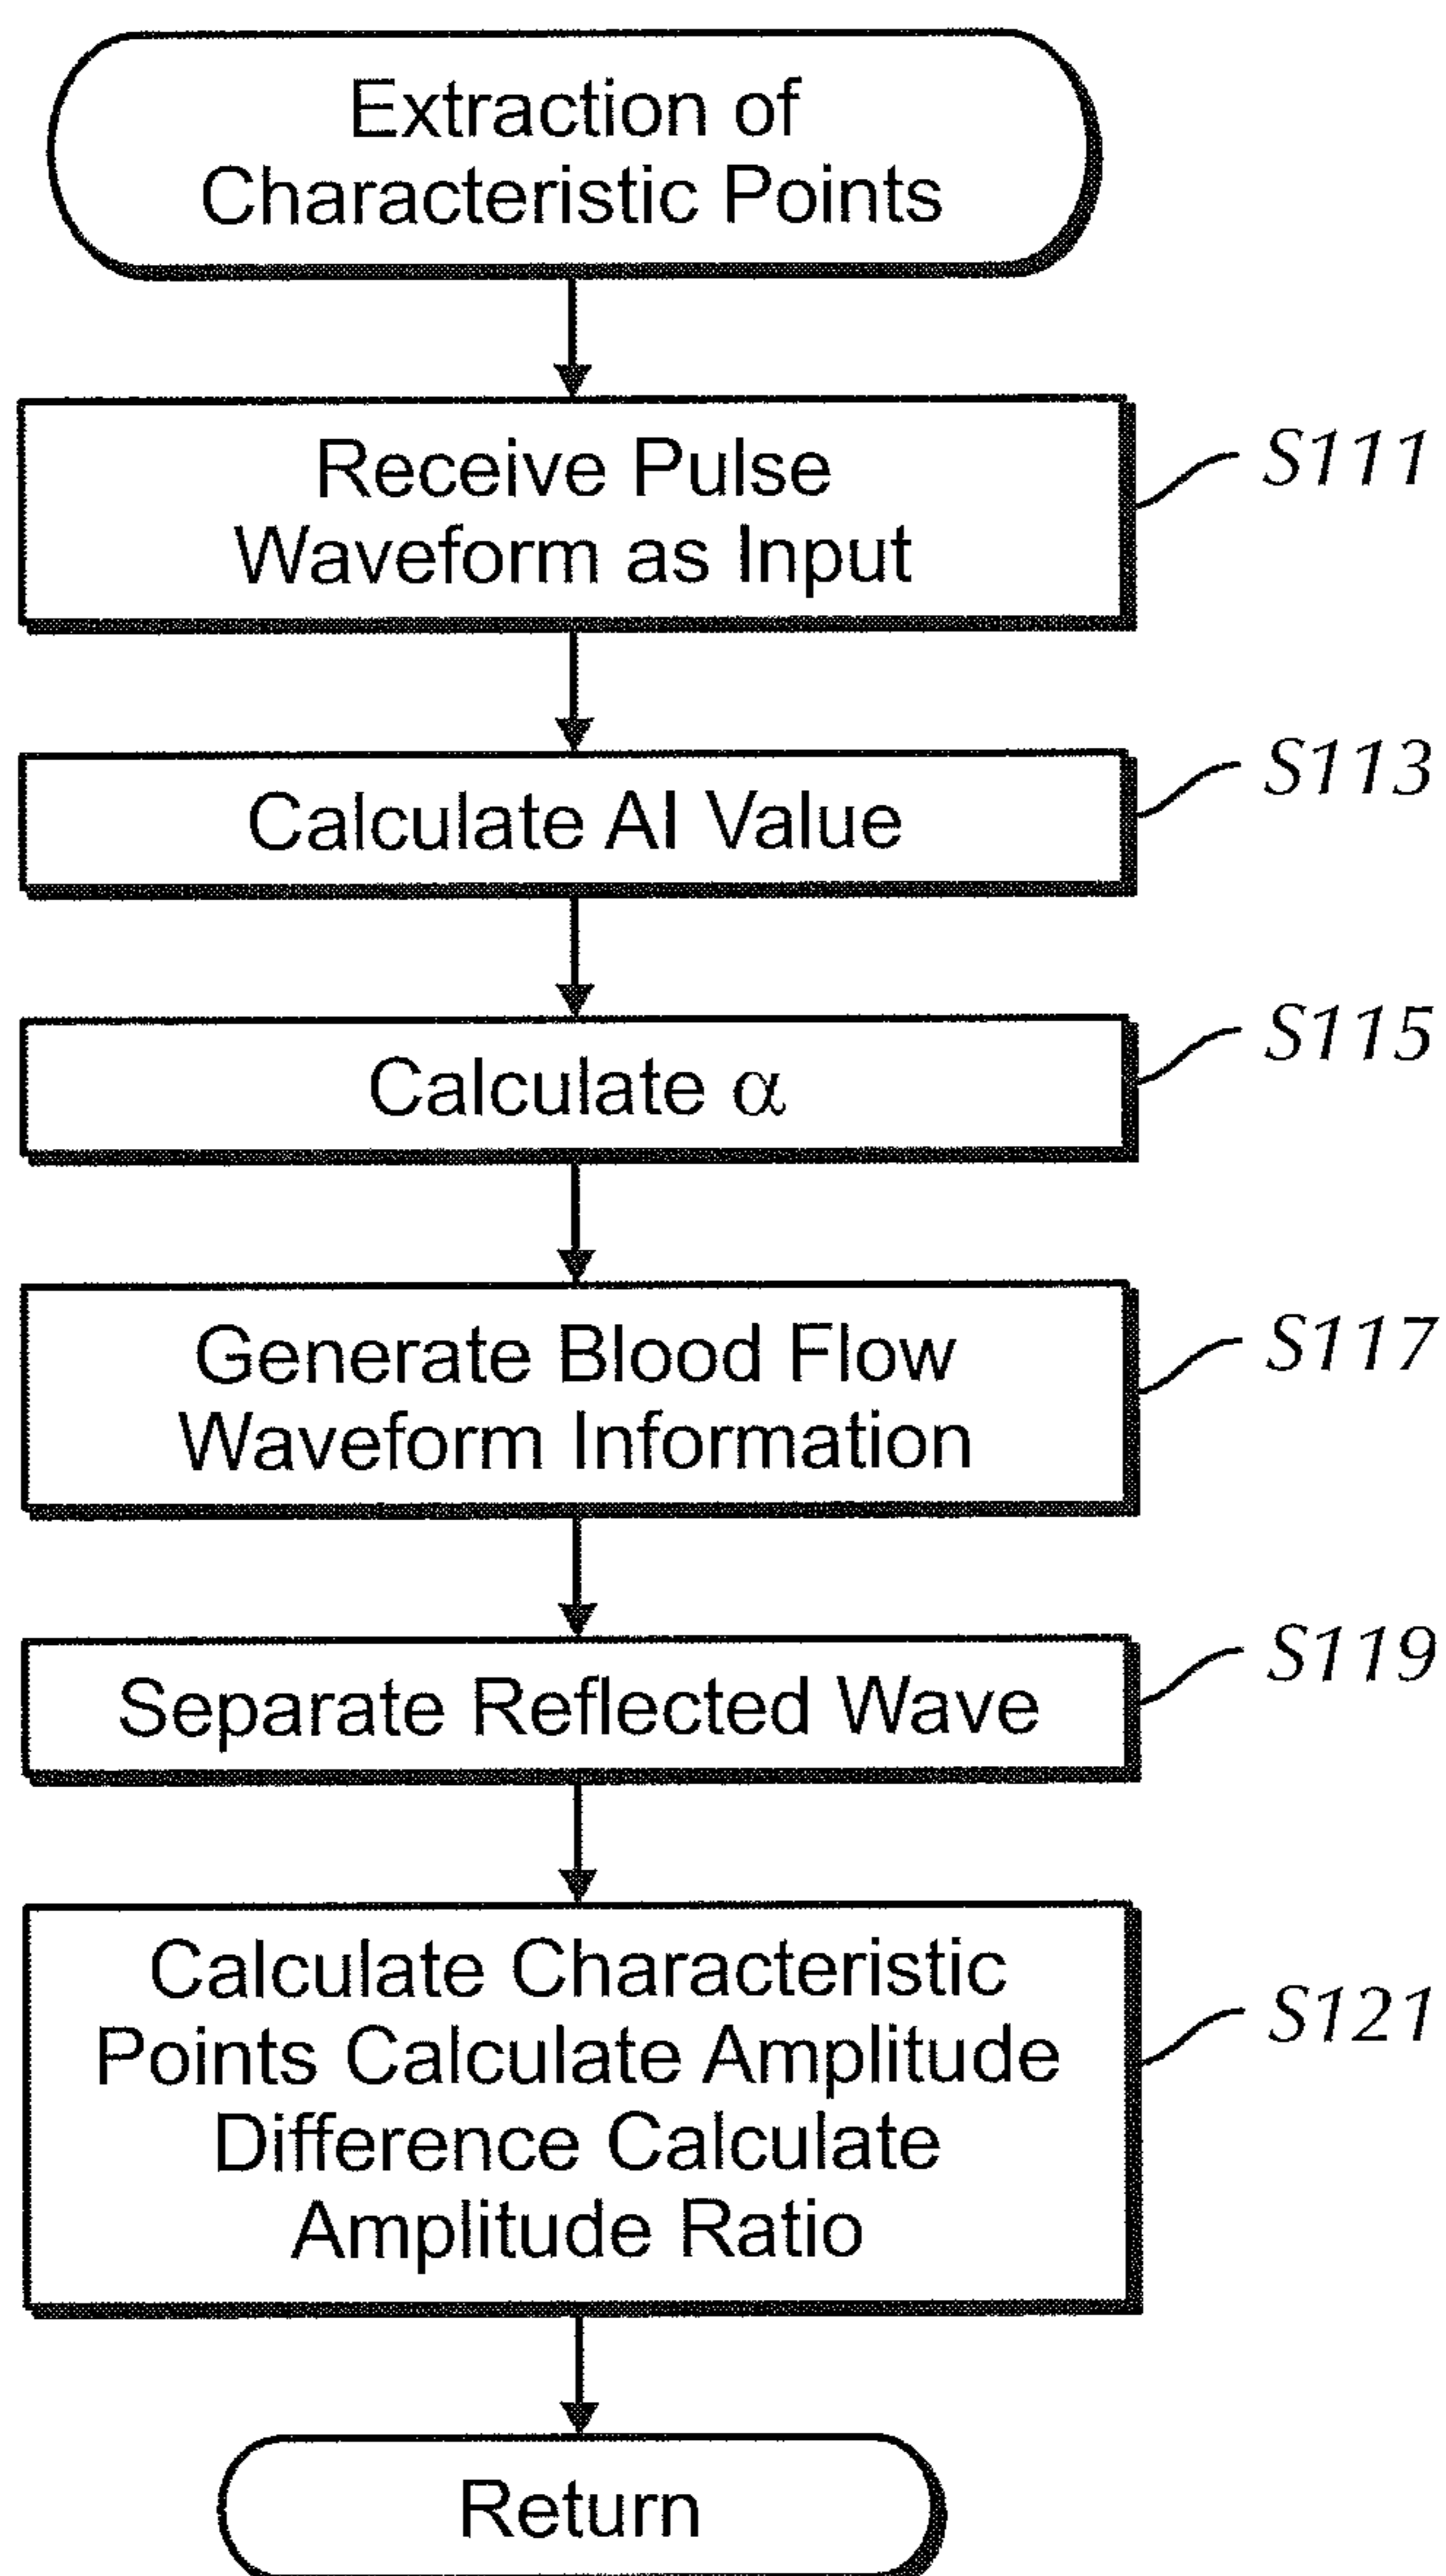 Extraction of
Characteristic Points
Receive Pulse
Waveform as Input
S111
Calculate AI Value
S113
Calculate α
S115
Generate Blood Flow
Waveform Information
S117
Separate Reflected Wave
S119
Calculate Characteristic
Points Calculate Amplitude
Difference Calculate
Amplitude Ratio
S121
Return